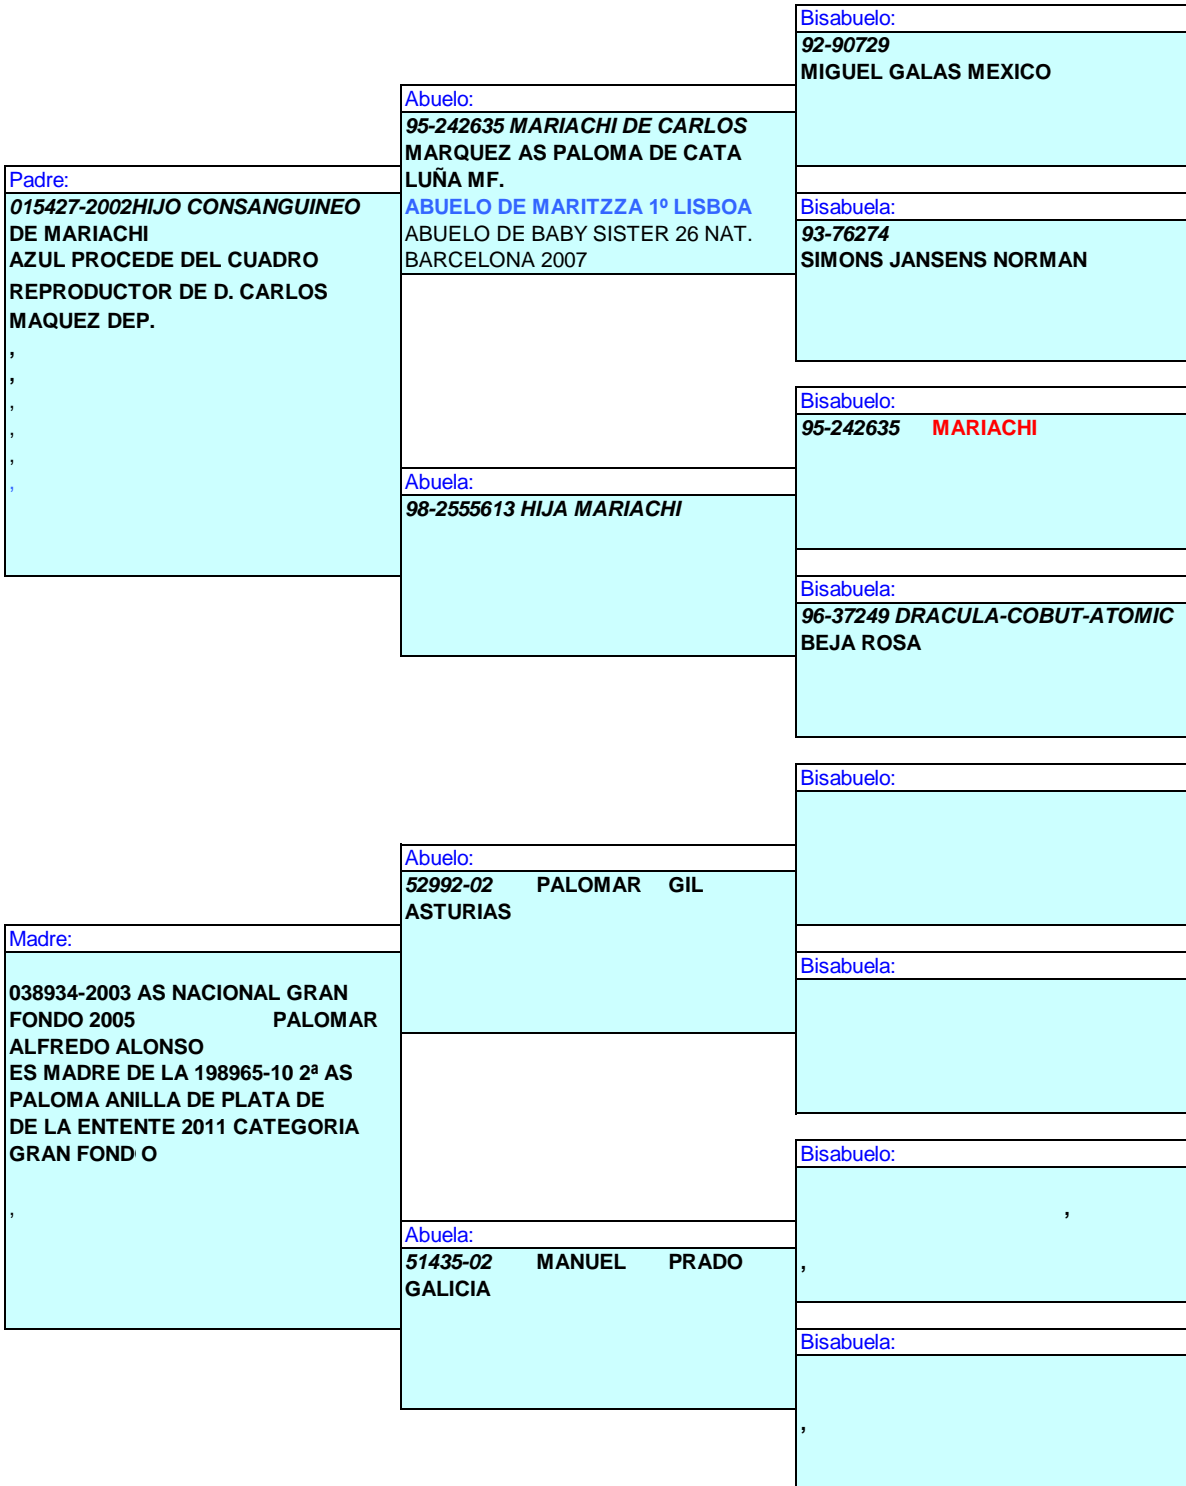 Padre:
015427-2002HIJO CONSANGUINEO
DE MARIACHI
AZUL PROCEDE DEL CUADRO
REPRODUCTOR DE D. CARLOS
MAQUEZ DEP.
,
,
,
,
,
,
Abuelo:
95-242635 MARIACHI DE CARLOS
MARQUEZ AS PALOMA DE CATA
LUÑA MF.
ABUELO DE MARITZZA 1º LISBOA
ABUELO DE BABY SISTER 26 NAT.
BARCELONA 2007
Abuela:
98-2555613 HIJA MARIACHI
Bisabuelo:
92-90729
MIGUEL GALAS MEXICO
Bisabuela:
93-76274
SIMONS JANSENS NORMAN
Bisabuelo:
95-242635 MARIACHI
Bisabuela:
96-37249 DRACULA-COBUT-ATOMIC
BEJA ROSA
Madre:
038934-2003 AS NACIONAL GRAN
FONDO 2005 PALOMAR
ALFREDO ALONSO
ES MADRE DE LA 198965-10 2ª AS
PALOMA ANILLA DE PLATA DE
DE LA ENTENTE 2011 CATEGORIA
GRAN FOND O
,
Abuelo:
52992-02 PALOMAR GIL
ASTURIAS
Abuela:
51435-02 MANUEL PRADO
GALICIA
Bisabuelo:
Bisabuela:
Bisabuelo:
,
,
Bisabuela:
,